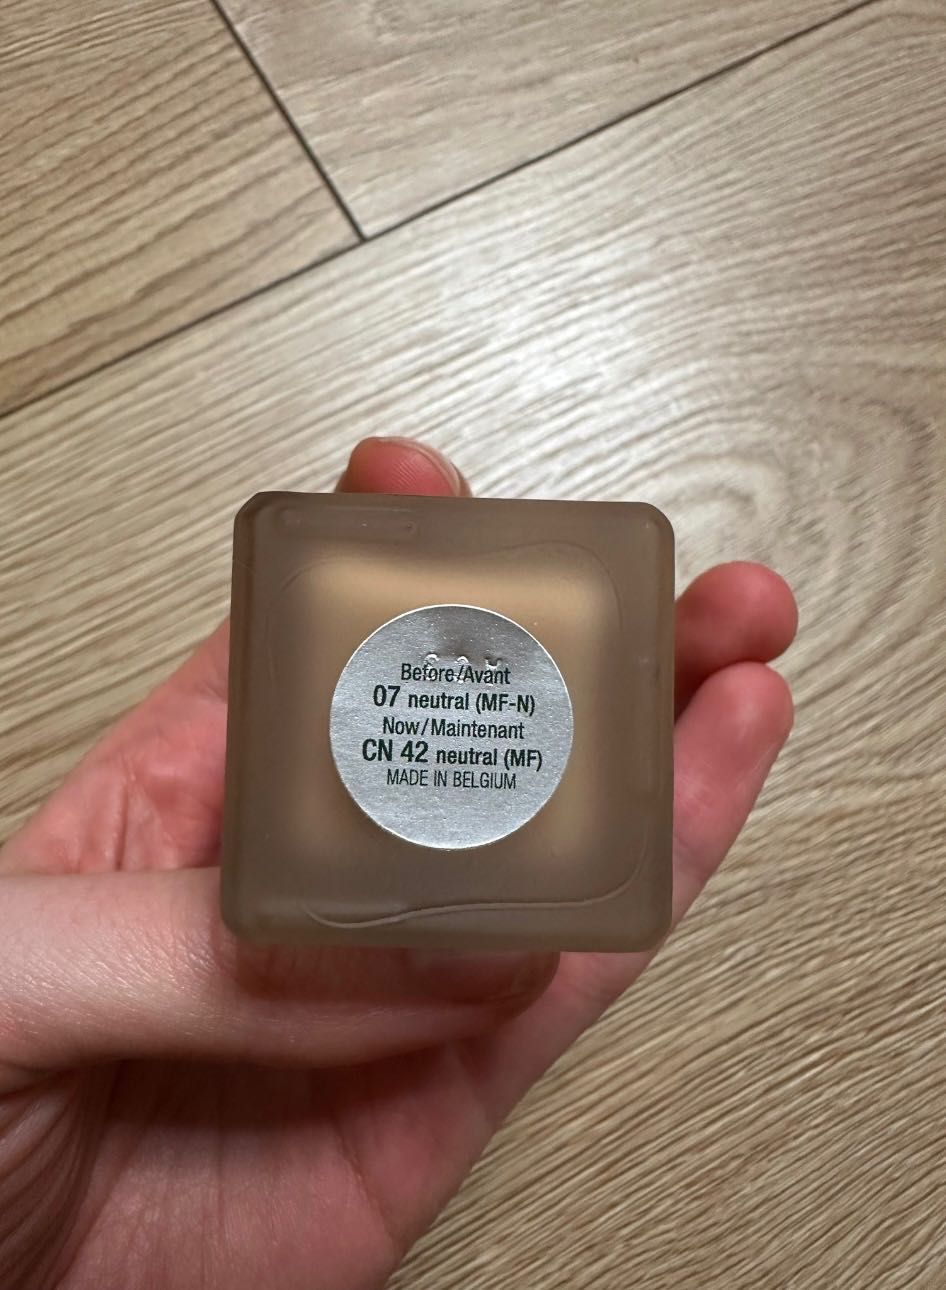 Before/Avant
07 neutral (MF-N)
Now/Maintenant
CN 42 neutral (MF)
MADE IN BELGIUM